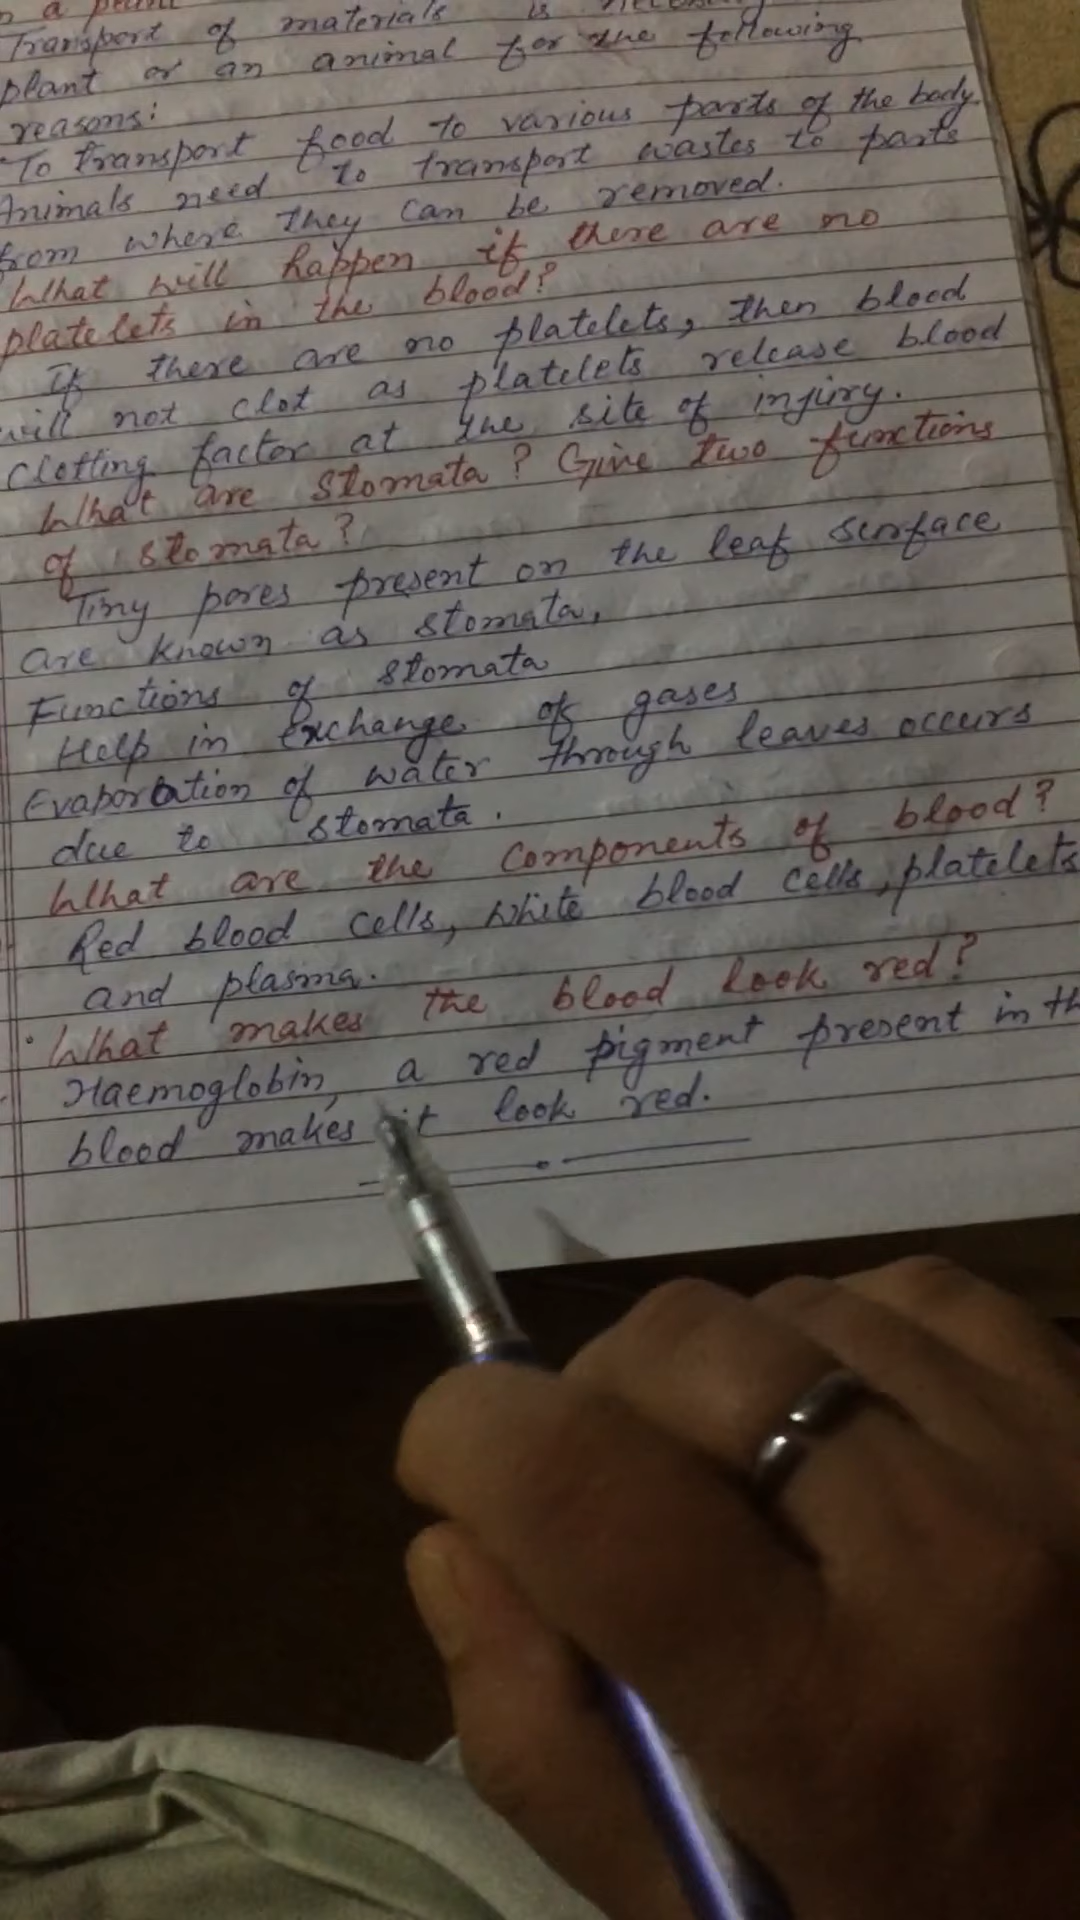 Transport of materials is
plant or an animal for the following
reasons:
To transport food to various parts of the body.
Animals need to transport wastes to parts
from where they can be removed.
What will happen if there are no
platelets in the blood?
If there are no platelets, then blood
will not clot as platelets release blood
clotting factor at the site of injury.
What are stomata? Give two functions
of stomata?
Tiny pores present on the leaf surface
are known as stomata,
Functions of stomata
Help in exchange of gases
Evaporation of water through leaves occurs
due to stomata.
What are the components of blood?
Red blood cells, white blood cells, platelets
and plasma.
What makes the blood look red?
Haemoglobin, a red pigment present in th
blood makes it look red.